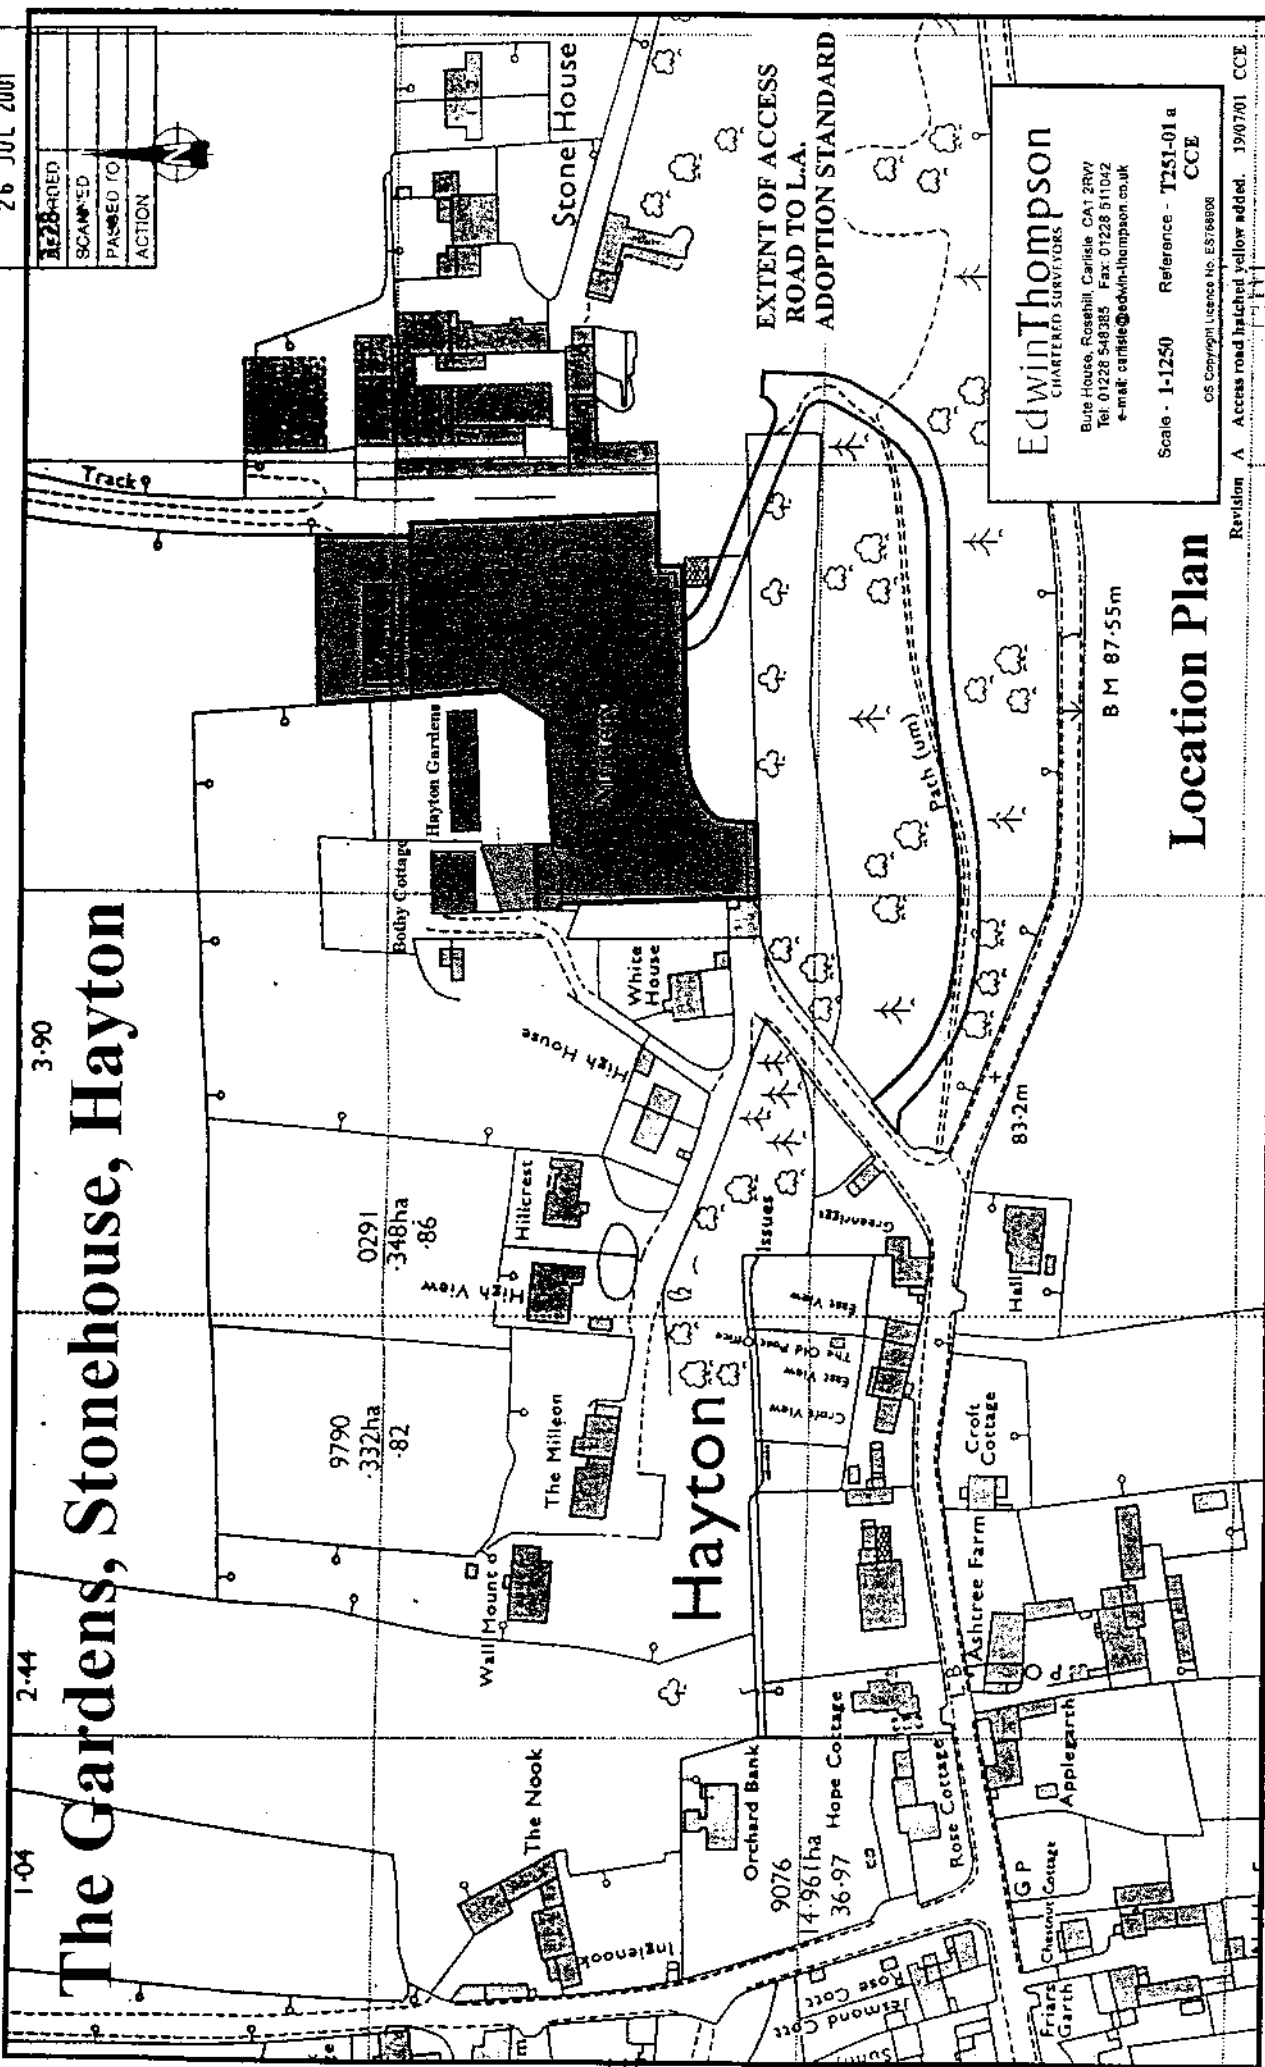 26 JUL 2001
SCANNED
PASSED TO
ACTION
N
The Gardens, Stonehouse, Hayton
1·04
2·44
3·90
Track
Stone House
Hayton Gardens
Bothy Cottage
White
House
High House
Hillcrest
High View
0291
·348ha
·86
9790
·332ha
·82
The Milleon
Wall Mount
The Nook
Inglenook
Orchard Bank
9076
14·961ha
36·97
Hope Cottage
Rose Cottage
Hayton
Issues
Greenriggs
East View
The Old Post Office
East View
Croft View
Hall
Croft
Cottage
Ashtree Farm
Applegarth
G P
Chestnut Cottage
Friars
Garth
Jesmond Cott
Rose Cott
Path (um)
83·2m
B M 87·55m
EXTENT OF ACCESS
ROAD TO L.A.
ADOPTION STANDARD
EdwinThompson
CHARTERED SURVEYORS
Bute House, Rosehill, Carlisle CA1 2RW
Tel: 01228 548385 Fax: 01228 511042
e-mail: carlisle@edwin-thompson.co.uk
Scale - 1-1250 Reference - T251-01 a
CCE
Location Plan
Revision A Access road hatched yellow added. 19/07/01 CCE